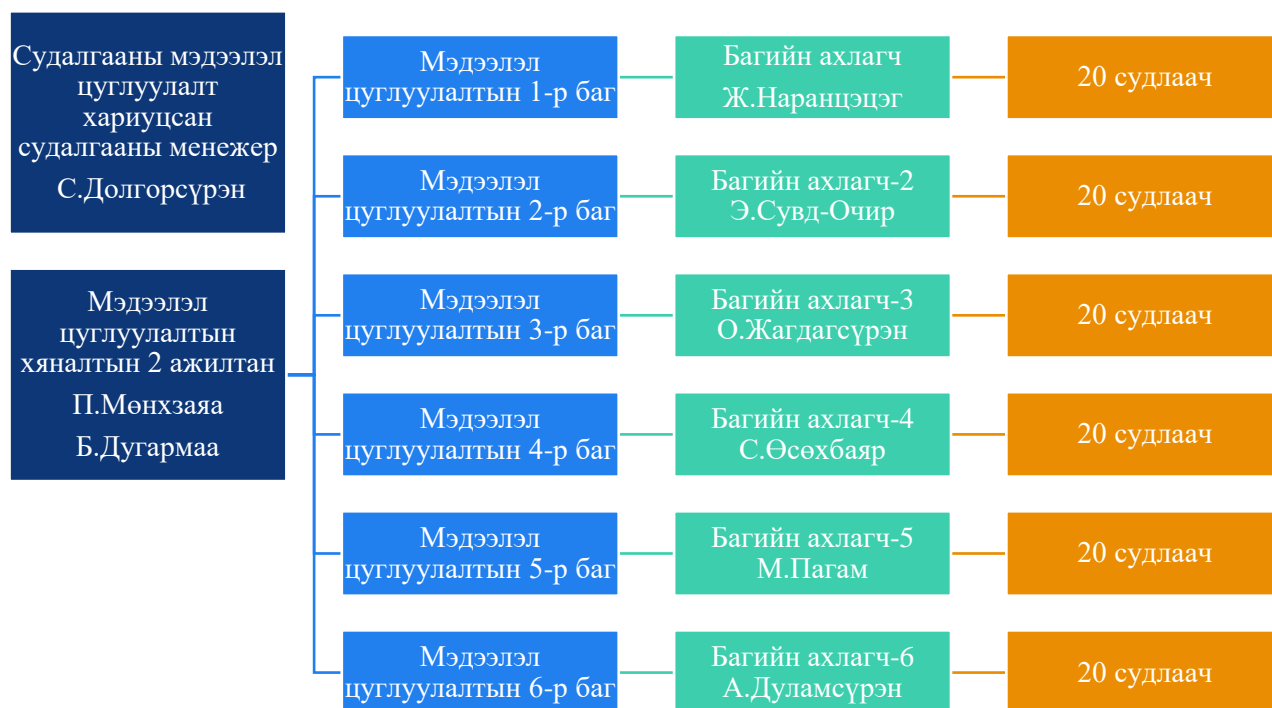 Судалгааны мэдээлэл
цуглуулалт
хариуцсан
судалгааны менежер
С.Долгорсүрэн
Мэдээлэл
цуглуулалтын
хяналтын 2 ажилтан
П.Мөнхзаяа
Б.Дугармаа
Мэдээлэл
цуглуулалтын 1-р баг
Багийн ахлагч
Ж.Наранцэцэг
20 судлаач
Мэдээлэл
цуглуулалтын 2-р баг
Багийн ахлагч-2
Э.Сувд-Очир
20 судлаач
Мэдээлэл
цуглуулалтын 3-р баг
Багийн ахлагч-3
О.Жагдагсүрэн
20 судлаач
Мэдээлэл
цуглуулалтын 4-р баг
Багийн ахлагч-4
С.Өсөхбаяр
20 судлаач
Мэдээлэл
цуглуулалтын 5-р баг
Багийн ахлагч-5
М.Пагам
20 судлаач
Мэдээлэл
цуглуулалтын 6-р баг
Багийн ахлагч-6
А.Дуламсүрэн
20 судлаач